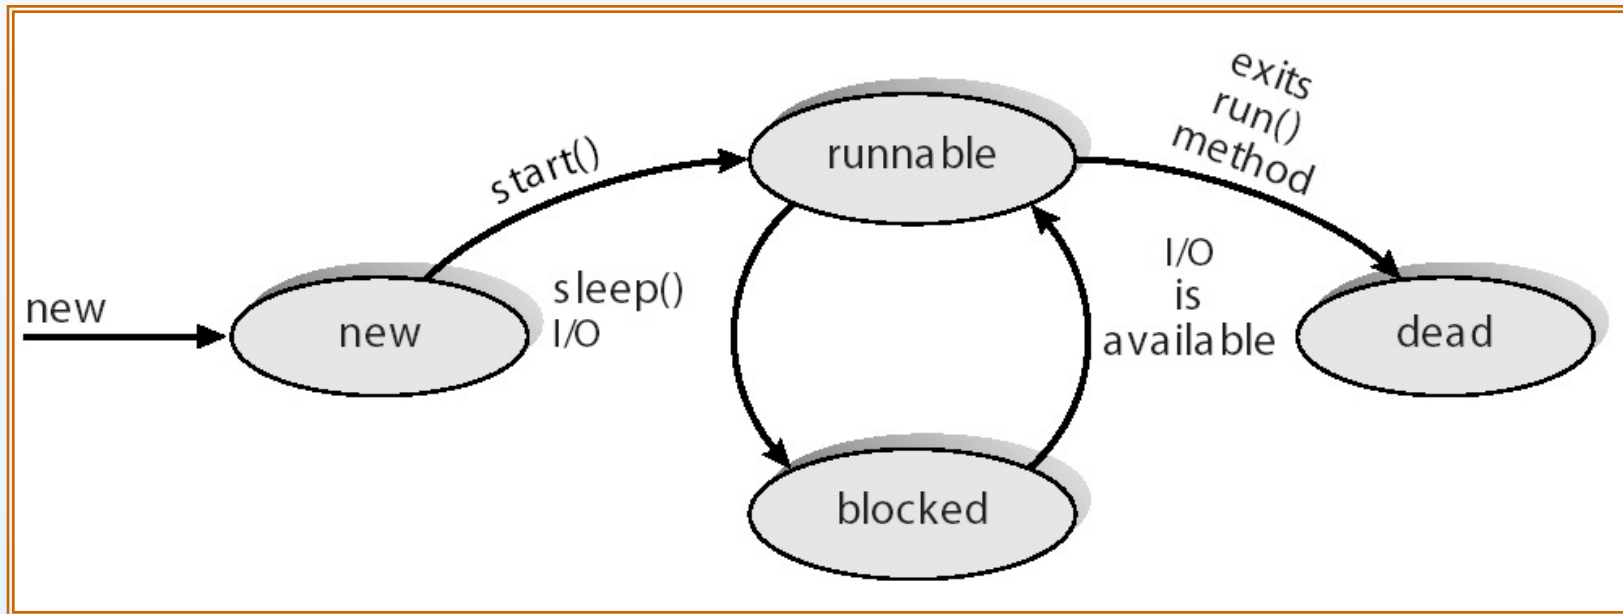 new
new
start()
sleep()
I/O
runnable
blocked
I/O
is
available
exits
run()
method
dead